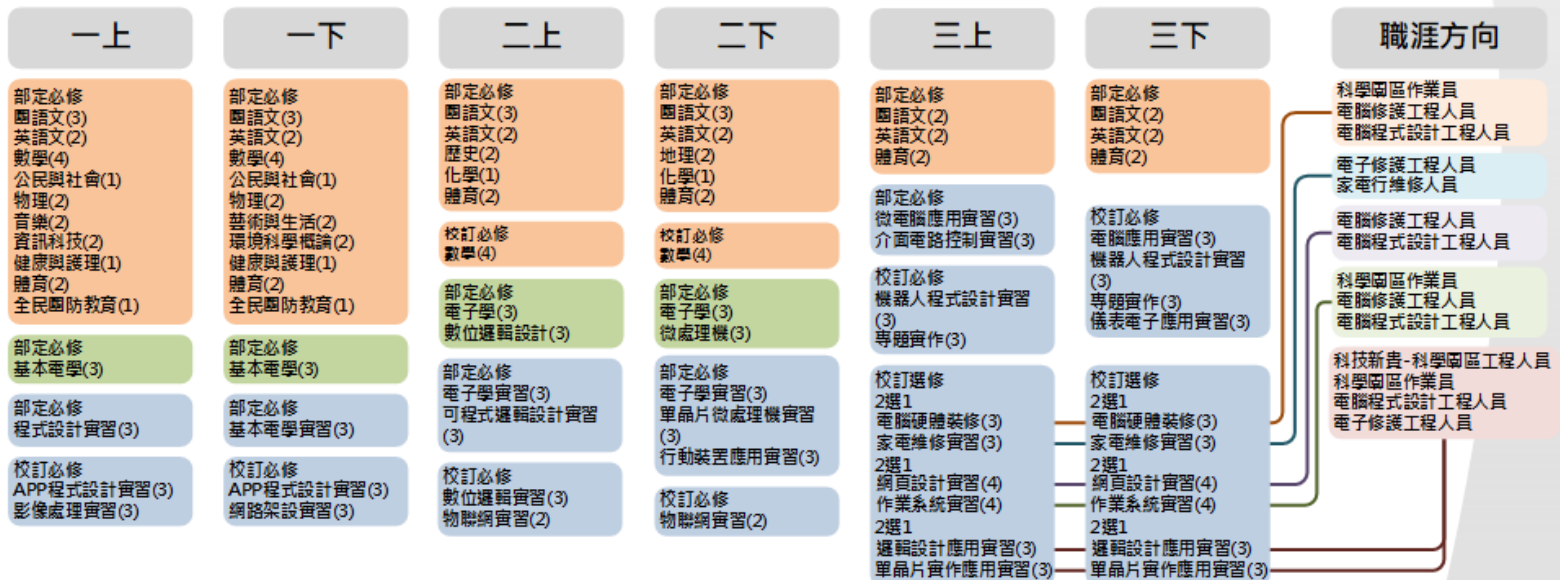 一上
部定必修
國語文(3)
英語文(2)
數學(4)
公民與社會(1)
物理(2)
音樂(2)
資訊科技(2)
健康與護理(1)
體育(2)
全民國防教育(1)
部定必修
基本電學(3)
部定必修
程式設計實習(3)
校訂必修
APP程式設計實習(3)
影像處理實習(3)
一下
部定必修
國語文(3)
英語文(2)
數學(4)
公民與社會(1)
物理(2)
藝術與生活(2)
環境科學概論(2)
健康與護理(1)
體育(2)
全民國防教育(1)
部定必修
基本電學(3)
部定必修
基本電學實習(3)
校訂必修
APP程式設計實習(3)
網路架設實習(3)
二上
部定必修
國語文(3)
英語文(2)
歷史(2)
化學(1)
體育(2)
校訂必修
數學(4)
部定必修
電子學(3)
數位邏輯設計(3)
部定必修
電子學實習(3)
可程式邏輯設計實習
(3)
校訂必修
數位邏輯實習(3)
物聯網實習(2)
二下
部定必修
國語文(3)
英語文(2)
地理(2)
化學(1)
體育(2)
校訂必修
數學(4)
部定必修
電子學(3)
微處理機(3)
部定必修
電子學實習(3)
單晶片微處理機實習
(3)
行動裝置應用實習(3)
校訂必修
物聯網實習(2)
三上
部定必修
國語文(2)
英語文(2)
體育(2)
部定必修
微電腦應用實習(3)
介面電路控制實習(3)
校訂必修
機器人程式設計實習
(3)
專題實作(3)
校訂選修
2選1
電腦硬體裝修(3)
家電維修實習(3)
2選1
網頁設計實習(4)
作業系統實習(4)
2選1
邏輯設計應用實習(3)
單晶片實作應用實習(3)
三下
部定必修
國語文(2)
英語文(2)
體育(2)
校訂必修
電腦應用實習(3)
機器人程式設計實習
(3)
專題實作(3)
儀表電子應用實習(3)
校訂選修
2選1
電腦硬體裝修(3)
家電維修實習(3)
2選1
網頁設計實習(4)
作業系統實習(4)
2選1
邏輯設計應用實習(3)
單晶片實作應用實習(3)
職涯方向
科學園區作業員
電腦修護工程人員
電腦程式設計工程人員
電子修護工程人員
家電行維修人員
電腦修護工程人員
電腦程式設計工程人員
科學園區作業員
電腦修護工程人員
電腦程式設計工程人員
科技新貴-科學園區工程人員
科學園區作業員
電腦程式設計工程人員
電子修護工程人員